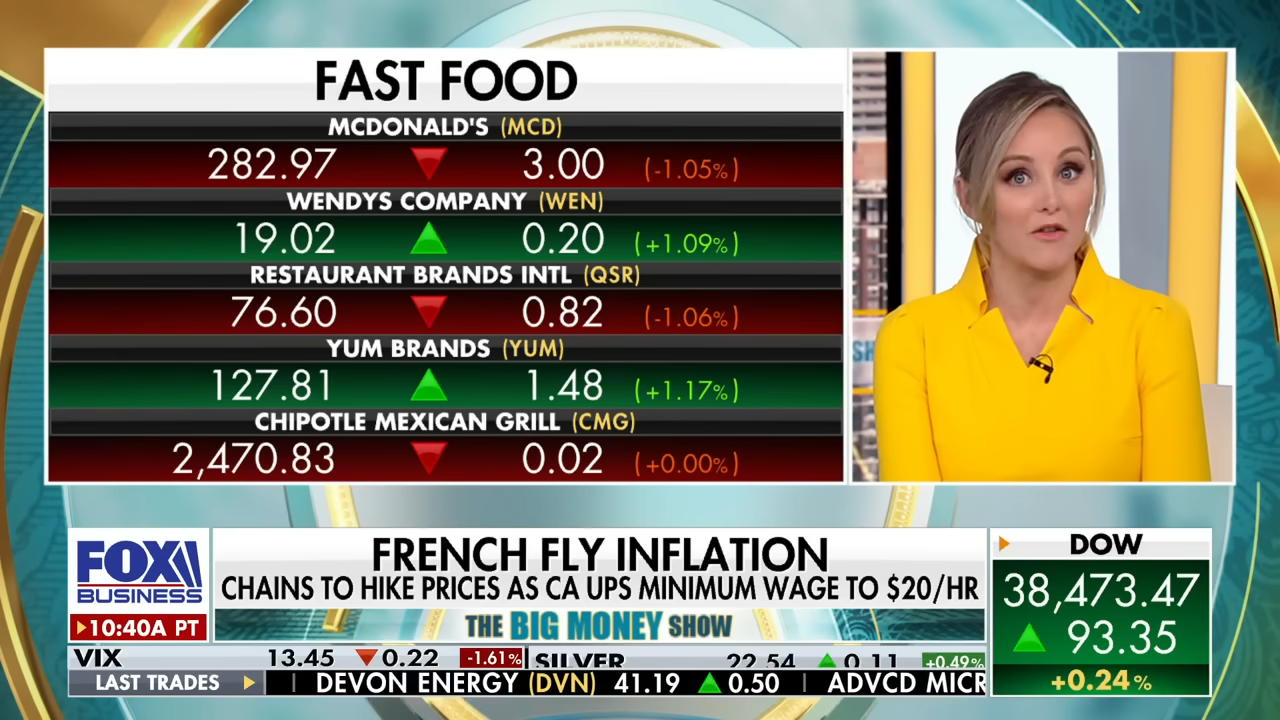 FAST FOOD
MCDONALD'S (MCD)
282.97 ▼ 3.00 (-1.05%)
WENDYS COMPANY (WEN)
19.02 ▲ 0.20 (+1.09%)
RESTAURANT BRANDS INTL (QSR)
76.60 ▼ 0.82 (-1.06%)
YUM BRANDS (YUM)
127.81 ▲ 1.48 (+1.17%)
CHIPOTLE MEXICAN GRILL (CMG)
2,470.83 ▼ 0.02 (+0.00%)
SH
FOX
BUSINESS
10:40A PT
FRENCH FLY INFLATION
CHAINS TO HIKE PRICES AS CA UPS MINIMUM WAGE TO $20/HR
THE BIG MONEY SHOW
DOW
38,473.47
▲ 93.35
+0.24%
VIX 13.45 ▼ 0.22 -1.61% SILVER 22.54 ▲ 0.11 +0.49%
LAST TRADES DEVON ENERGY (DVN) 41.19 ▲ 0.50 ADVCD MICR